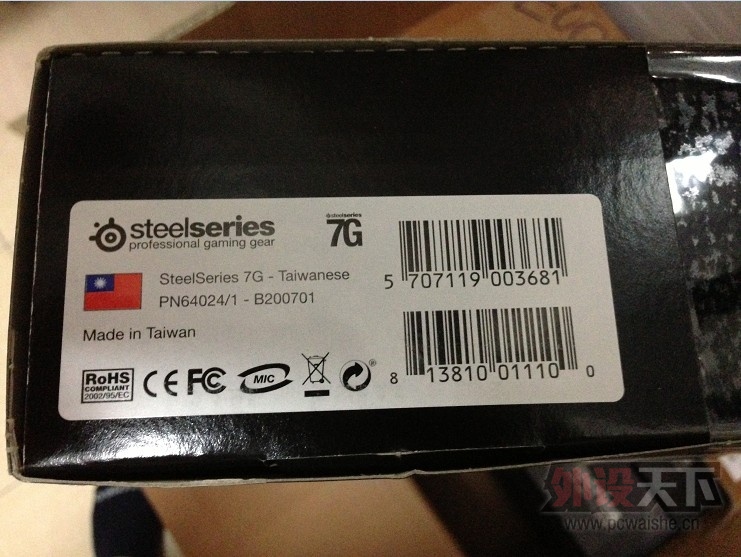 steelseries
professional gaming gear
steelseries
7G
SteelSeries 7G - Taiwanese
PN64024/1 - B200701
Made in Taiwan
5 707119 003681
8 13810 01110 0
RoHS
COMPLIANT
2002/95/EC
CE FC MIC
®
外设天下
www.pcwaishe.cn